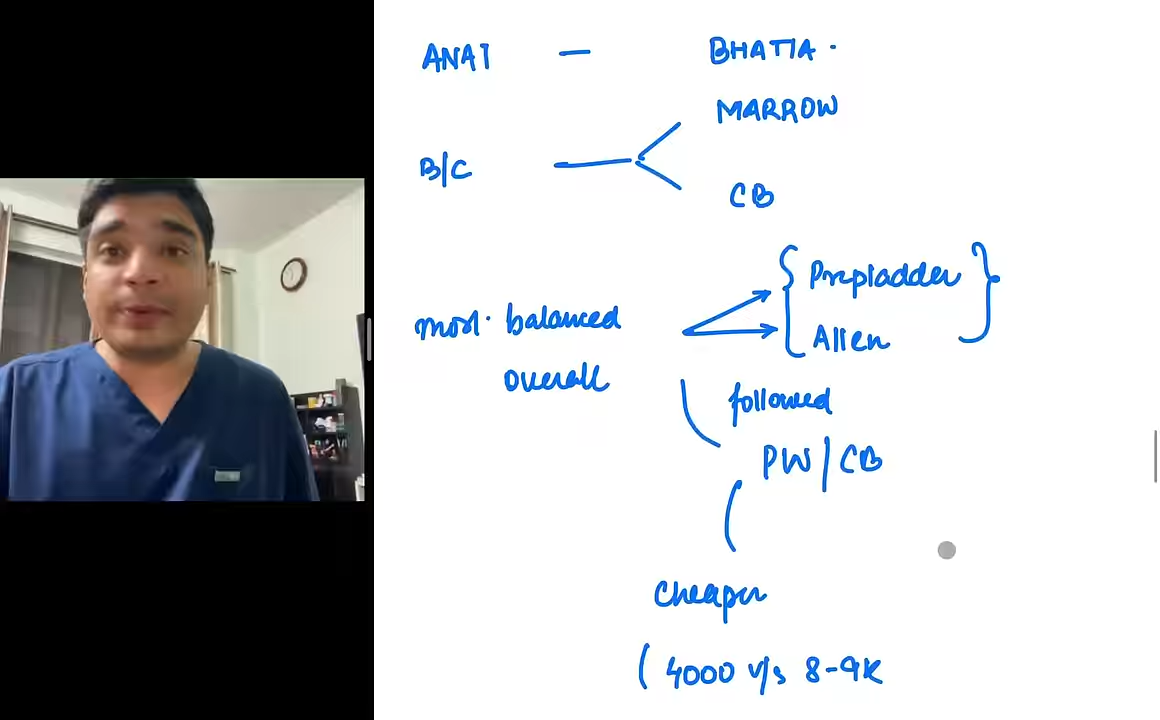 ANAT — BHATIA.
MARROW
B/C
CB
most. balanced
overall
Prepladder
Allen
followed
PW/CB
Cheaper
(4000 v/s 8-9K